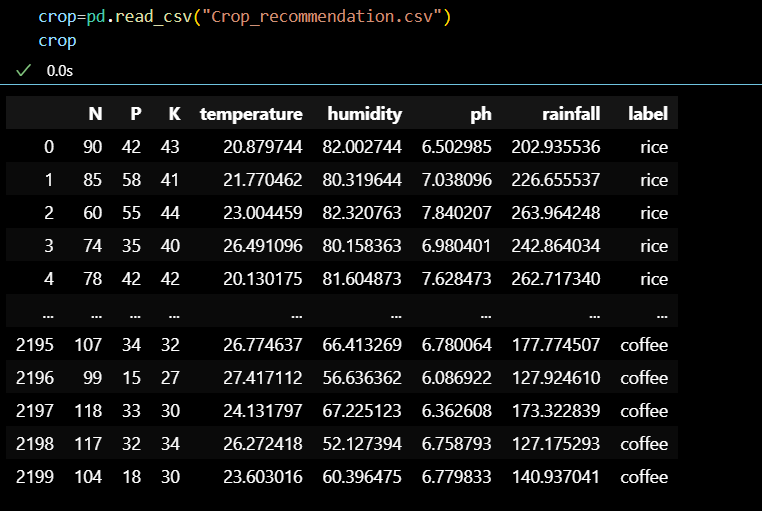 crop=pd.read_csv("Crop_recommendation.csv")
crop
0.0s
N P K temperature humidity ph rainfall label
0 90 42 43 20.879744 82.002744 6.502985 202.935536 rice
1 85 58 41 21.770462 80.319644 7.038096 226.655537 rice
2 60 55 44 23.004459 82.320763 7.840207 263.964248 rice
3 74 35 40 26.491096 80.158363 6.980401 242.864034 rice
4 78 42 42 20.130175 81.604873 7.628473 262.717340 rice
... ... ... ... ... ... ... ... ...
2195 107 34 32 26.774637 66.413269 6.780064 177.774507 coffee
2196 99 15 27 27.417112 56.636362 6.086922 127.924610 coffee
2197 118 33 30 24.131797 67.225123 6.362608 173.322839 coffee
2198 117 32 34 26.272418 52.127394 6.758793 127.175293 coffee
2199 104 18 30 23.603016 60.396475 6.779833 140.937041 coffee